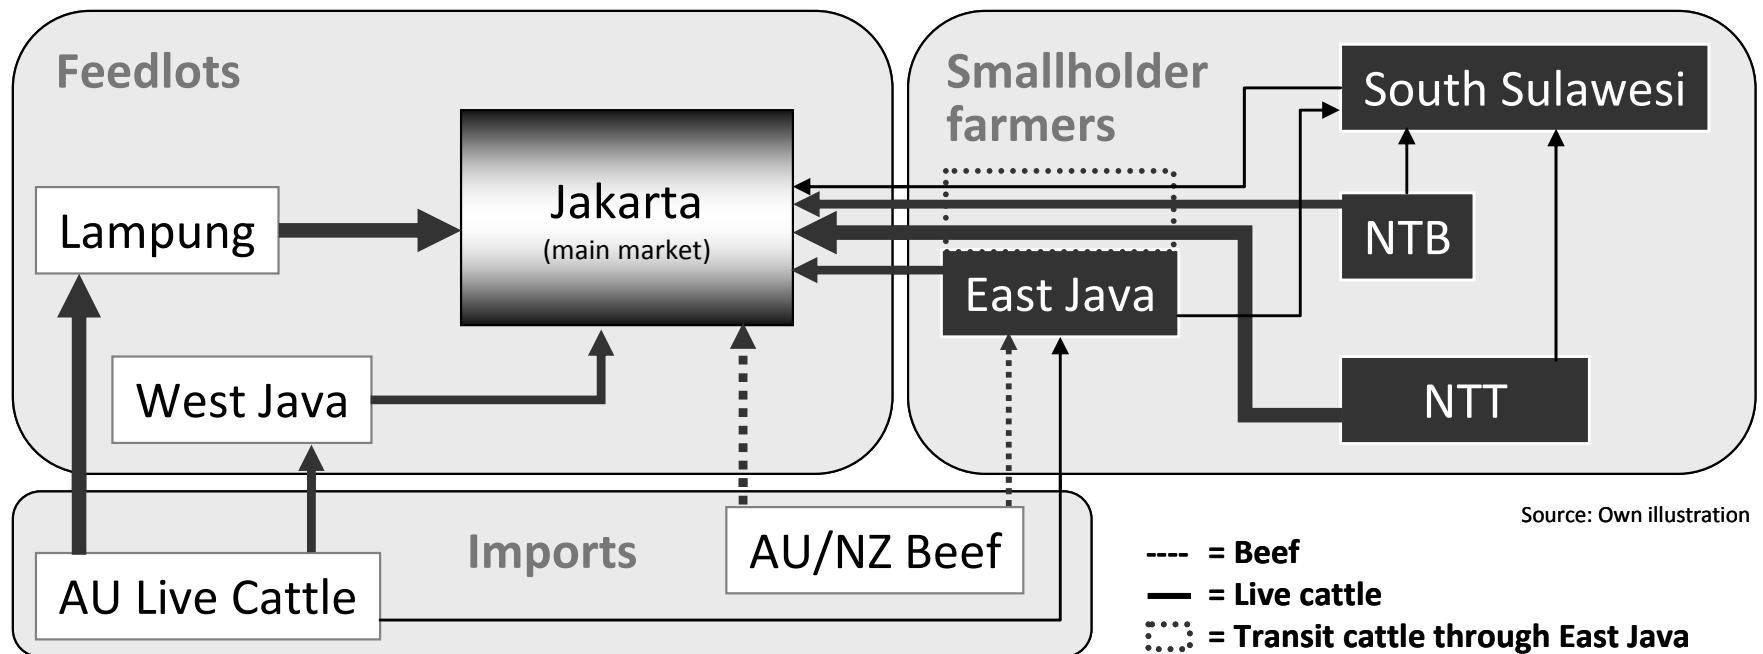 Feedlots
Smallholder
farmers
South Sulawesi
Lampung
Jakarta
(main market)
NTB
East Java
West Java
NTT
Imports
AU/NZ Beef
AU Live Cattle
Source: Own illustration
---- = Beef
= Live cattle
= Transit cattle through East Java